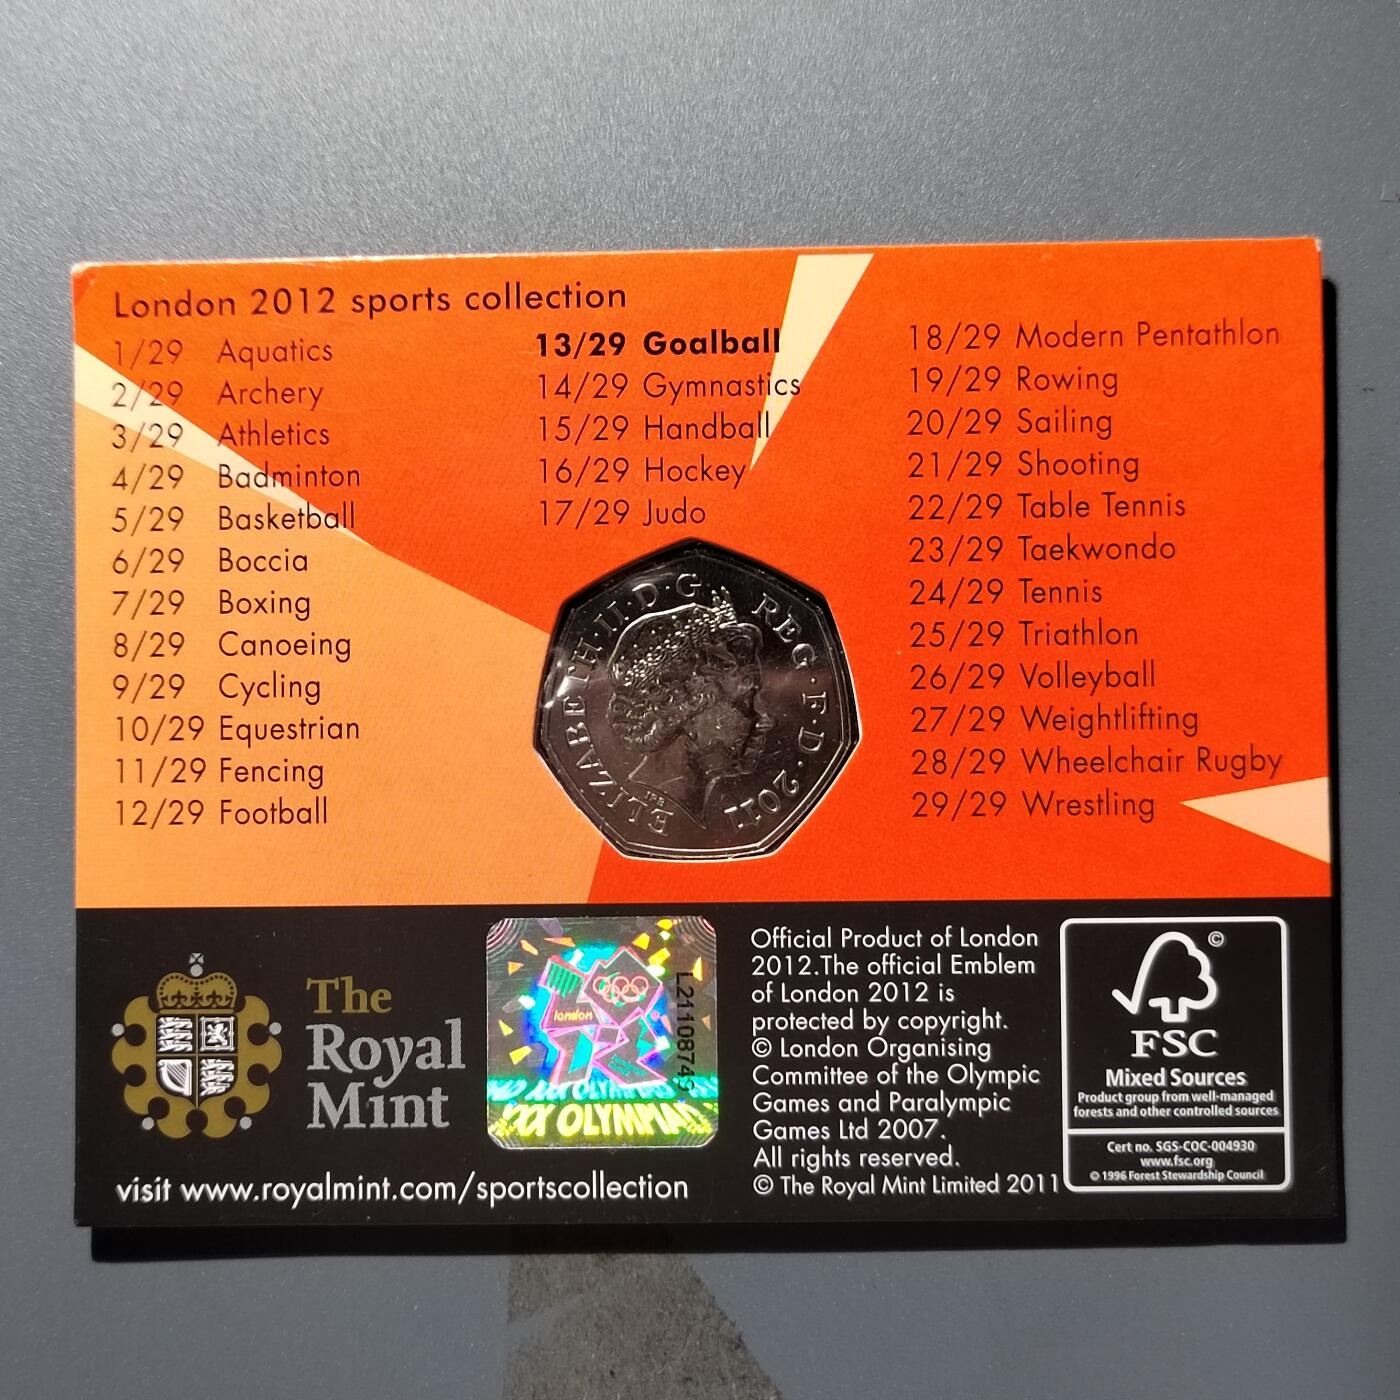 London 2012 sports collection
1/29 Aquatics
2/29 Archery
3/29 Athletics
4/29 Badminton
5/29 Basketball
6/29 Boccia
7/29 Boxing
8/29 Canoeing
9/29 Cycling
10/29 Equestrian
11/29 Fencing
12/29 Football
13/29 Goalball
14/29 Gymnastics
15/29 Handball
16/29 Hockey
17/29 Judo
18/29 Modern Pentathlon
19/29 Rowing
20/29 Sailing
21/29 Shooting
22/29 Table Tennis
23/29 Taekwondo
24/29 Tennis
25/29 Triathlon
26/29 Volleyball
27/29 Weightlifting
28/29 Wheelchair Rugby
29/29 Wrestling
ELIZABETH·II·D·G REG·F·D·2011
IRB
The
Royal
Mint
visit www.royalmint.com/sportscollection
london
XXX OLYMPIAD
XX OLYMPIAD
Official Product of London
2012.The official Emblem
of London 2012 is
protected by copyright.
© London Organising
Committee of the Olympic
Games and Paralympic
Games Ltd 2007.
All rights reserved.
© The Royal Mint Limited 2011
©
FSC
Mixed Sources
Product group from well-managed
forests and other controlled sources
Cert no. SGS-COC-004930
www.fsc.org
© 1996 Forest Stewardship Council